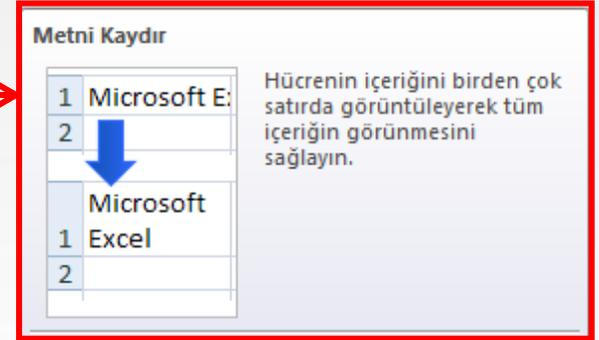 Metni Kaydır
1 Microsoft E
2
Microsoft
1 Excel
2
Hücrenin içeriğini birden çok
satırda görüntüleyerek tüm
içeriğin görünmesini
sağlayın.